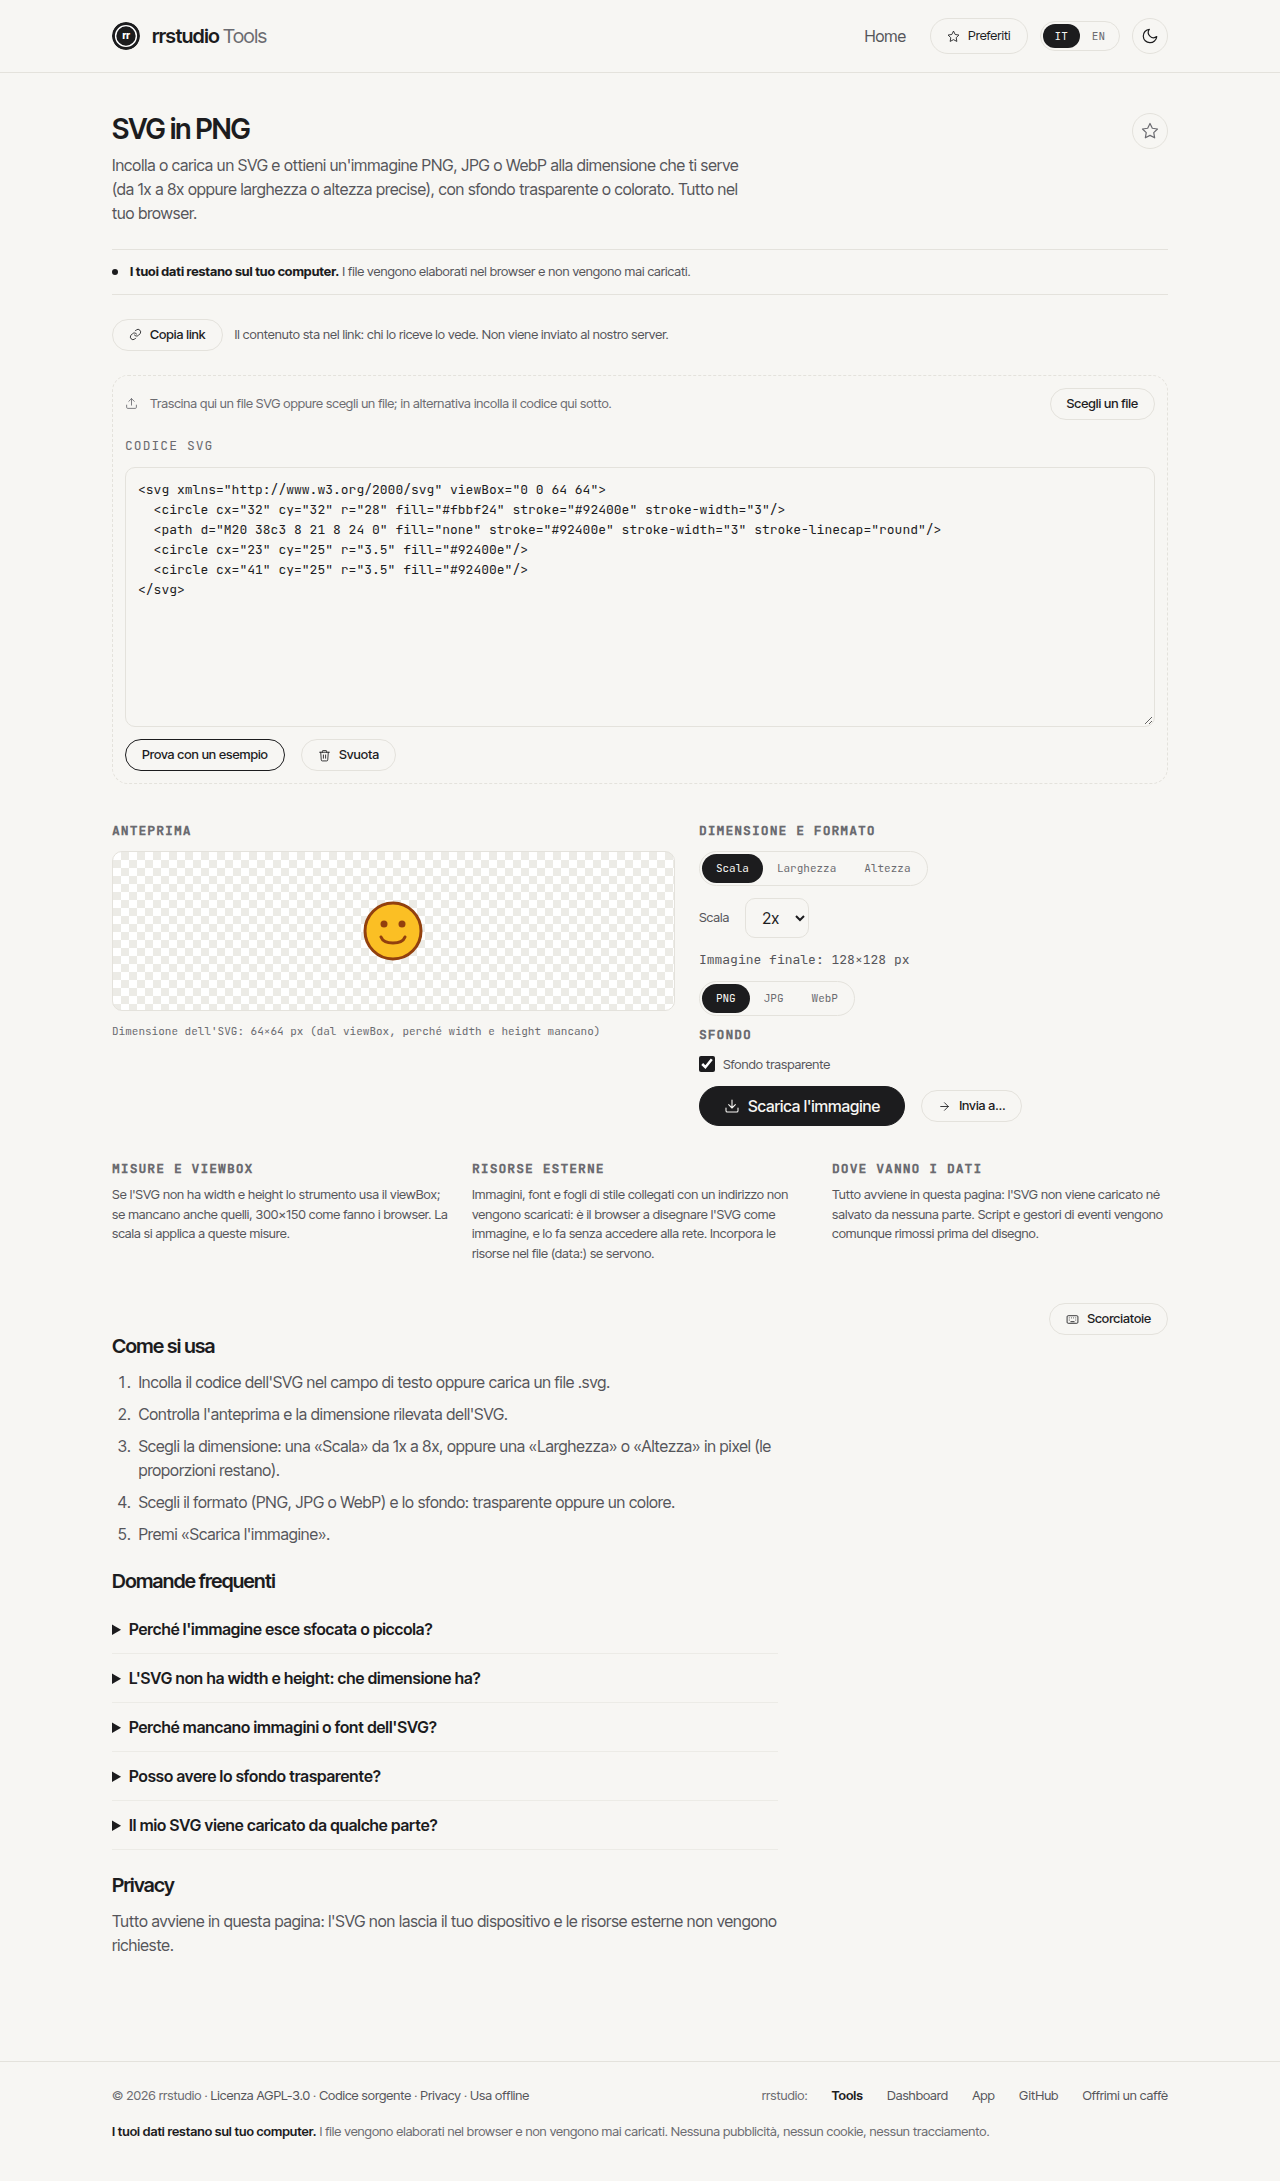 rr rrstudio Tools
Home
Preferiti
IT EN
SVG in PNG
Incolla o carica un SVG e ottieni un'immagine PNG, JPG o WebP alla dimensione che ti serve
(da 1x a 8x oppure larghezza o altezza precise), con sfondo trasparente o colorato. Tutto nel
tuo browser.
I tuoi dati restano sul tuo computer. I file vengono elaborati nel browser e non vengono mai caricati.
Copia link
Il contenuto sta nel link: chi lo riceve lo vede. Non viene inviato al nostro server.
Trascina qui un file SVG oppure scegli un file; in alternativa incolla il codice qui sotto.
Scegli un file
CODICE SVG
<svg xmlns="http://www.w3.org/2000/svg" viewBox="0 0 64 64">
  <circle cx="32" cy="32" r="28" fill="#fbbf24" stroke="#92400e" stroke-width="3"/>
  <path d="M20 38c3 8 21 8 24 0" fill="none" stroke="#92400e" stroke-width="3" stroke-linecap="round"/>
  <circle cx="23" cy="25" r="3.5" fill="#92400e"/>
  <circle cx="41" cy="25" r="3.5" fill="#92400e"/>
</svg>
Prova con un esempio
Svuota
ANTEPRIMA
Dimensione dell'SVG: 64×64 px (dal viewBox, perché width e height mancano)
DIMENSIONE E FORMATO
Scala Larghezza Altezza
Scala 2x
Immagine finale: 128×128 px
PNG JPG WebP
SFONDO
Sfondo trasparente
Scarica l'immagine
Invia a...
MISURE E VIEWBOX
Se l'SVG non ha width e height lo strumento usa il viewBox;
se mancano anche quelli, 300×150 come fanno i browser. La
scala si applica a queste misure.
RISORSE ESTERNE
Immagini, font e fogli di stile collegati con un indirizzo non
vengono scaricati: è il browser a disegnare l'SVG come
immagine, e lo fa senza accedere alla rete. Incorpora le
risorse nel file (data:) se servono.
DOVE VANNO I DATI
Tutto avviene in questa pagina: l'SVG non viene caricato né
salvato da nessuna parte. Script e gestori di eventi vengono
comunque rimossi prima del disegno.
Scorciatoie
Come si usa
1. Incolla il codice dell'SVG nel campo di testo oppure carica un file .svg.
2. Controlla l'anteprima e la dimensione rilevata dell'SVG.
3. Scegli la dimensione: una «Scala» da 1x a 8x, oppure una «Larghezza» o «Altezza» in pixel (le
proporzioni restano).
4. Scegli il formato (PNG, JPG o WebP) e lo sfondo: trasparente oppure un colore.
5. Premi «Scarica l'immagine».
Domande frequenti
Perché l'immagine esce sfocata o piccola?
L'SVG non ha width e height: che dimensione ha?
Perché mancano immagini o font dell'SVG?
Posso avere lo sfondo trasparente?
Il mio SVG viene caricato da qualche parte?
Privacy
Tutto avviene in questa pagina: l'SVG non lascia il tuo dispositivo e le risorse esterne non vengono
richieste.
© 2026 rrstudio · Licenza AGPL-3.0 · Codice sorgente · Privacy · Usa offline
rrstudio: Tools Dashboard App GitHub Offrimi un caffè
I tuoi dati restano sul tuo computer. I file vengono elaborati nel browser e non vengono mai caricati. Nessuna pubblicità, nessun cookie, nessun tracciamento.